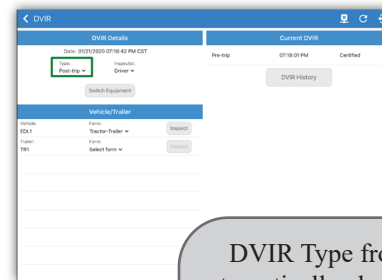 DVIR
DVIR Details
Date: 01/21/2020 07:18:42 PM CST
Type:
Post-trip
Inspector:
Driver
Switch Equipment
Vehicle/Trailer
Vehicle:
EDL1
Form:
Tractor-Trailer
Inspect
Trailer:
TR1
Form:
Select form
Inspect
Current DVIR
Pre-trip 07:18:01 PM Certified
DVIR History
DVIR Type